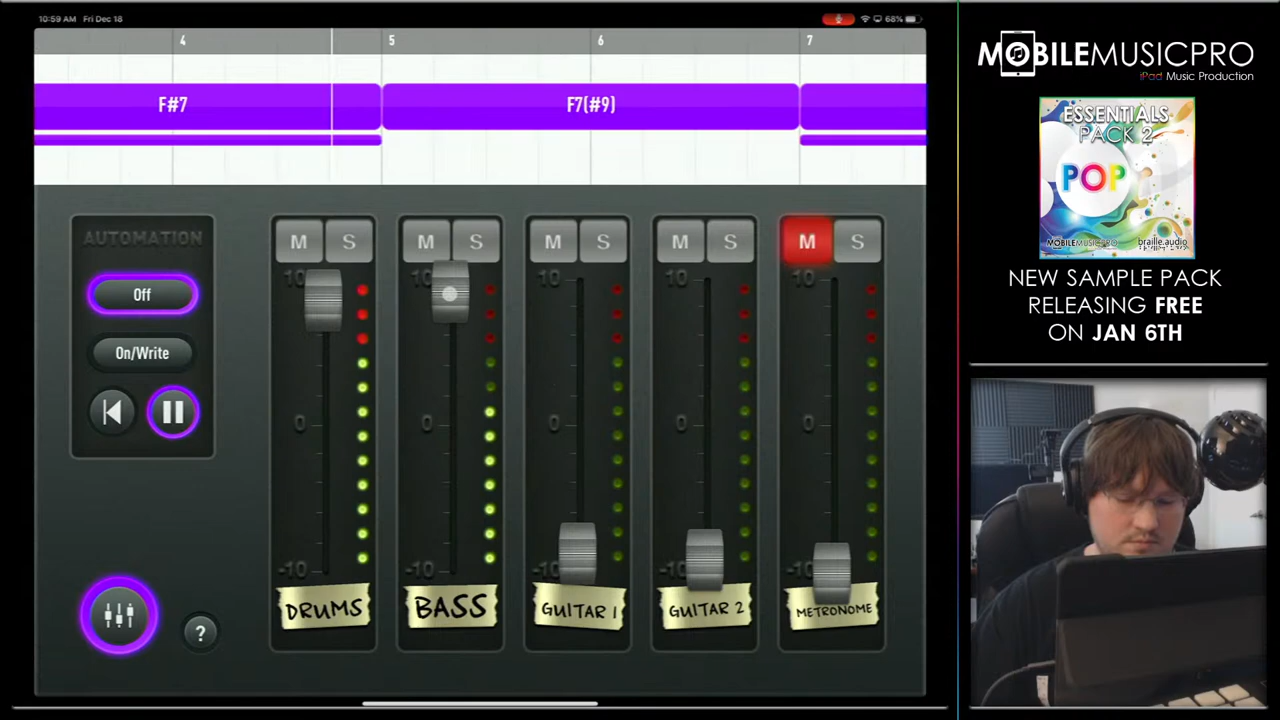 10:59 AM Fri Dec 18
68%
4 5 6 7
F#7
F7(#9)
AUTOMATION
Off
On/Write
?
M S M S M S M S M S
10 10 10 10 10
0 0 0 0 0
-10 -10 -10 -10 -10
DRUMS
BASS
GUITAR 1
GUITAR 2
METRONOME
MOBILEMUSICPRO
iPad Music Production
ESSENTIALS
PACK 2
POP
MOBILEMUSICPRO
braille.audio
NEW SAMPLE PACK
RELEASING FREE
ON JAN 6TH